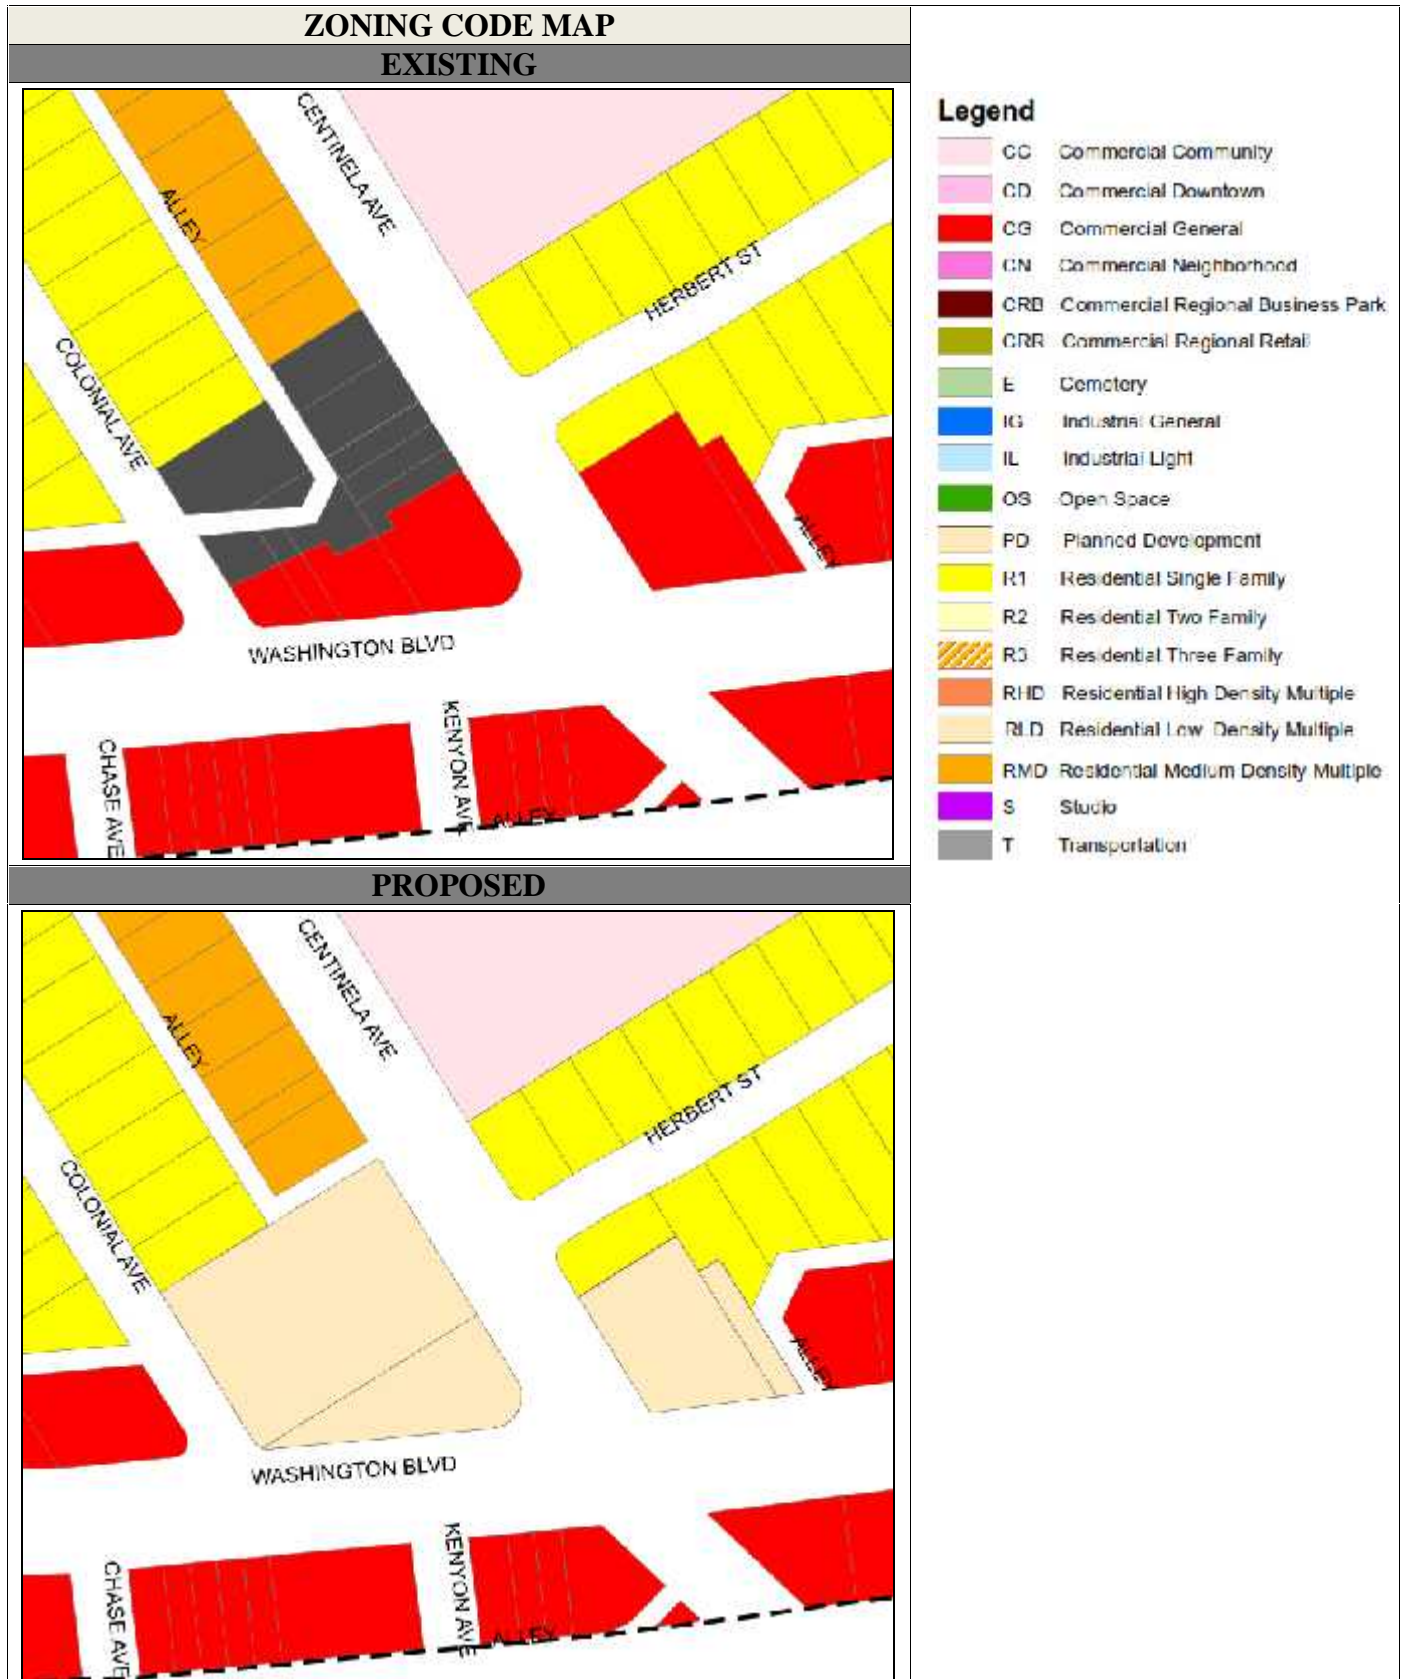 ZONING CODE MAP
EXISTING
CENTINELA AVE
ALLEY
HERBERT ST
COLONIAL AVE
ALLEY
WASHINGTON BLVD
KENYON AVE
CHASE AVE
ALLEY
Legend
CC Commercial Community
CD Commercial Downtown
CG Commercial General
CN Commercial Neighborhood
CRB Commercial Regional Business Park
CRR Commercial Regional Retail
E Cemetery
IG Industrial General
IL Industrial Light
OS Open Space
PD Planned Development
R1 Residential Single Family
R2 Residential Two Family
R3 Residential Three Family
RHD Residential High Density Multiple
RLD Residential Low Density Multiple
RMD Residential Medium Density Multiple
S Studio
T Transportation
PROPOSED
CENTINELA AVE
ALLEY
HERBERT ST
COLONIAL AVE
ALLEY
WASHINGTON BLVD
KENYON AVE
CHASE AVE
ALLEY